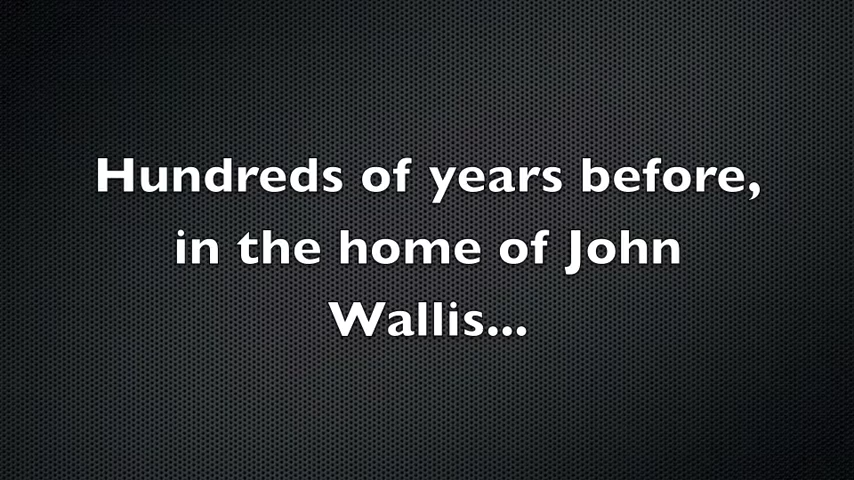 Hundreds of years before,
in the home of John
Wallis...